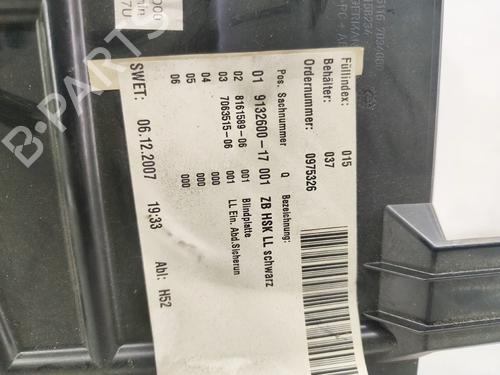 Füllindex: 015
Behälter: 037
Ordernummer: 0975326
Pos. Sachnummer Q Bezeichnung:
01 9132600-17 001 ZB HSK LL schwarz
02 8161589-06 001 Blindplatte
03 7063515-06 001 LL Ein. Abd.Sicherun
04 000
05 000
06 000
SWET: 06.12.2007 19:33 Abl: H52
B-PARTS